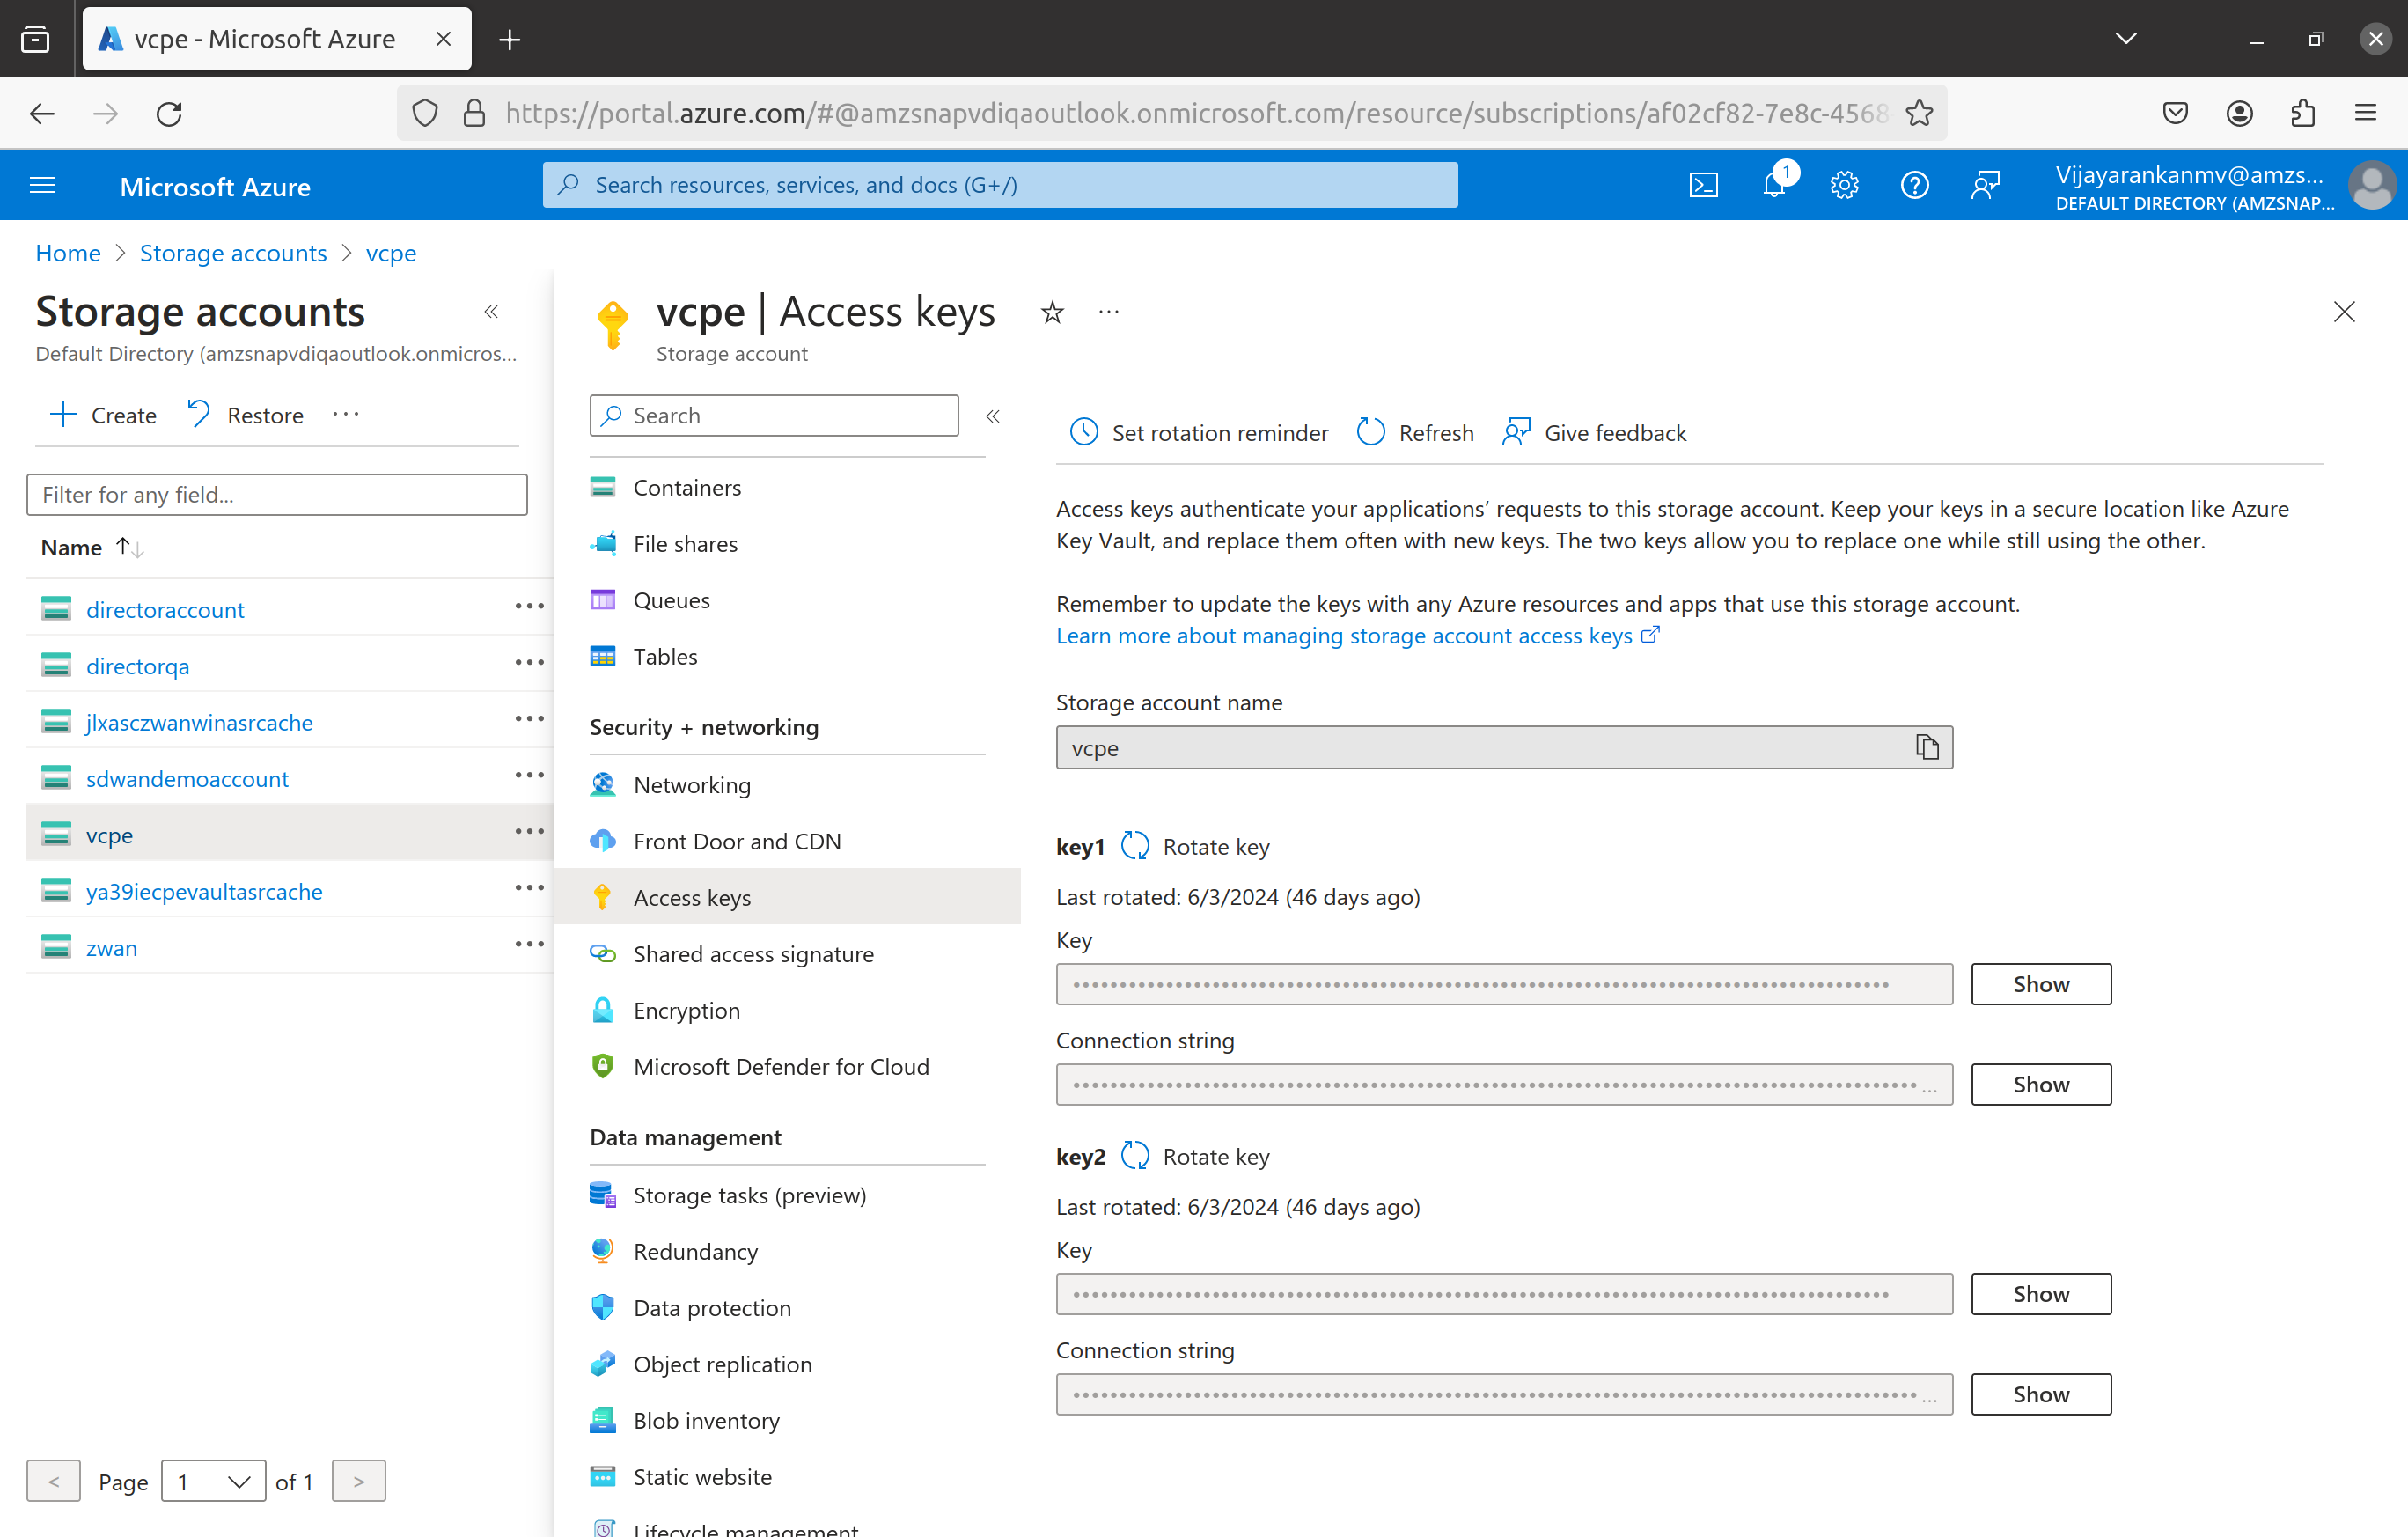 vcpe - Microsoft Azure
https://portal.azure.com/#@amzsnapvdiqaoutlook.onmicrosoft.com/resource/subscriptions/af02cf82-7e8c-4568-
Microsoft Azure
Search resources, services, and docs (G+/)
1
Vijayarankanmv@amzs...
DEFAULT DIRECTORY (AMZSNAP...
Home > Storage accounts > vcpe
Storage accounts
Default Directory (amzsnapvdiqaoutlook.onmicros...
Create
Restore
...
Filter for any field...
Name
directoraccount
directorqa
jlxasczwanwinasrcache
sdwandemoaccount
vcpe
ya39iecpevaultasrcache
zwan
< Page 1 of 1 >
vcpe | Access keys
Storage account
Search
Containers
File shares
Queues
Tables
Security + networking
Networking
Front Door and CDN
Access keys
Shared access signature
Encryption
Microsoft Defender for Cloud
Data management
Storage tasks (preview)
Redundancy
Data protection
Object replication
Blob inventory
Static website
Lifecycle management
Set rotation reminder
Refresh
Give feedback
Access keys authenticate your applications’ requests to this storage account. Keep your keys in a secure location like Azure
Key Vault, and replace them often with new keys. The two keys allow you to replace one while still using the other.
Remember to update the keys with any Azure resources and apps that use this storage account.
Learn more about managing storage account access keys
Storage account name
vcpe
key1 Rotate key
Last rotated: 6/3/2024 (46 days ago)
Key
Show
Connection string
Show
key2 Rotate key
Last rotated: 6/3/2024 (46 days ago)
Key
Show
Connection string
Show